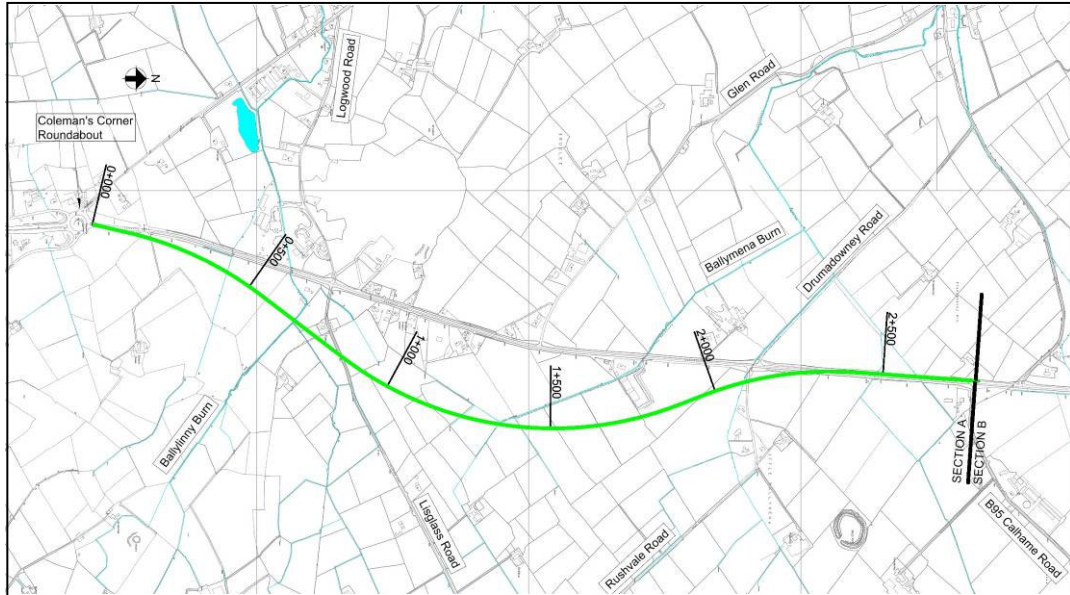 N
Coleman's Corner
Roundabout
Logwood Road
Glen Road
0+000
0+500
Ballymena Burn
Drumadowney Road
1+000
1+500
2+000
2+500
Ballylinny Burn
Lisglass Road
Rushvale Road
SECTION A
SECTION B
B95 Calhame Road